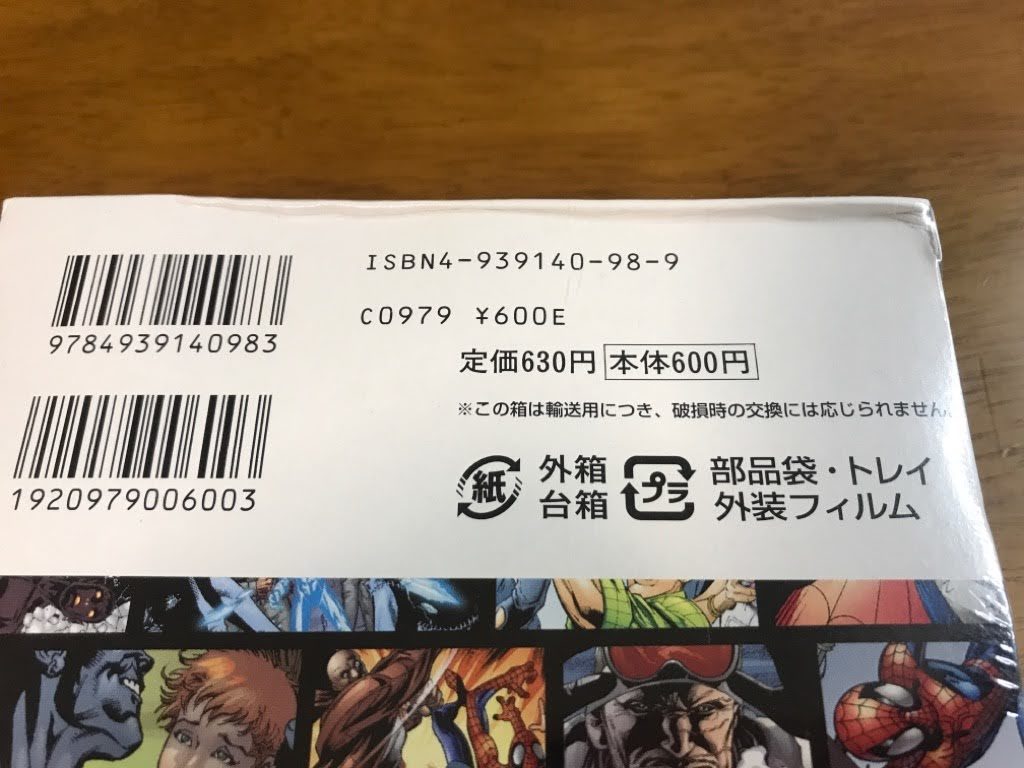 ISBN4-939140-98-9
9784939140983
C0979 ¥600E
定価630円 本体600円
※この箱は輸送用につき、破損時の交換には応じられません。
1920979006003
紙 外箱 台箱
プラ 部品袋・トレイ 外装フィルム